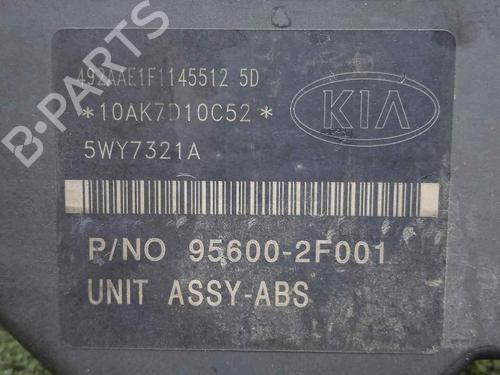 B-PARTS
492AAE1F1145512 5D
*10AK7D10C52*
KIA
5WY7321A
P/NO 95600-2F001
UNIT ASSY-ABS